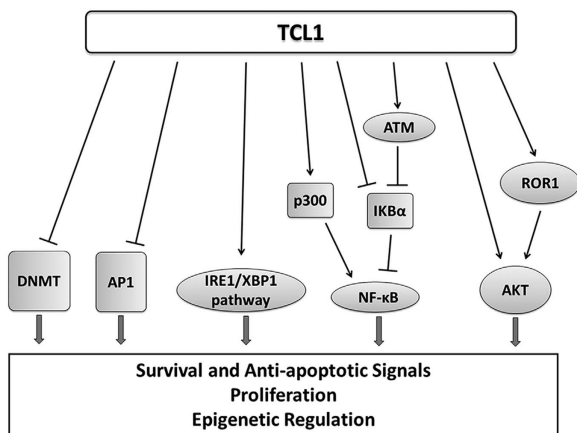 TCL1
ATM
ROR1
p300
IKBα
DNMT
AP1
IRE1/XBP1
pathway
NF-κB
AKT
Survival and Anti-apoptotic Signals
Proliferation
Epigenetic Regulation